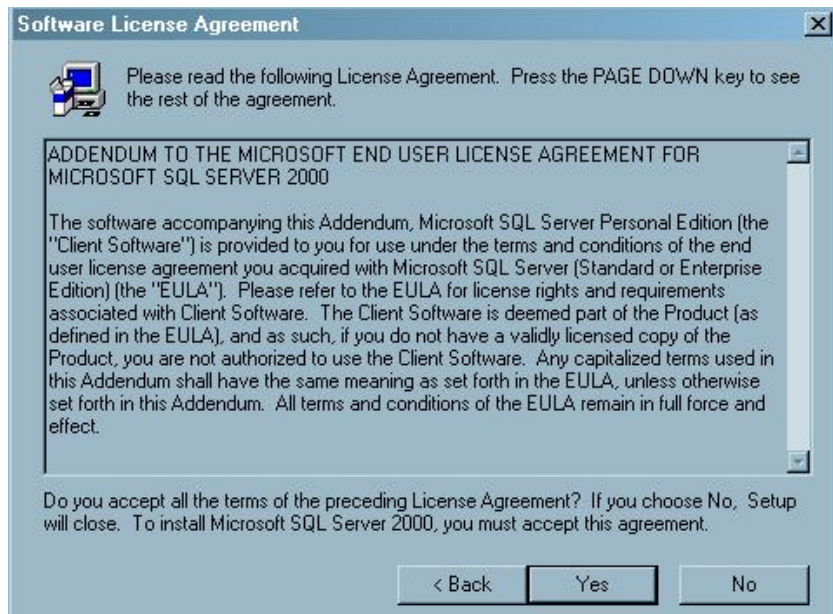 Software License Agreement
Please read the following License Agreement. Press the PAGE DOWN key to see
the rest of the agreement.
ADDENDUM TO THE MICROSOFT END USER LICENSE AGREEMENT FOR
MICROSOFT SQL SERVER 2000
The software accompanying this Addendum, Microsoft SQL Server Personal Edition (the
"Client Software") is provided to you for use under the terms and conditions of the end
user license agreement you acquired with Microsoft SQL Server (Standard or Enterprise
Edition) (the "EULA"). Please refer to the EULA for license rights and requirements
associated with Client Software. The Client Software is deemed part of the Product (as
defined in the EULA), and as such, if you do not have a validly licensed copy of the
Product, you are not authorized to use the Client Software. Any capitalized terms used in
this Addendum shall have the same meaning as set forth in the EULA, unless otherwise
set forth in this Addendum. All terms and conditions of the EULA remain in full force and
effect.
Do you accept all the terms of the preceding License Agreement? If you choose No, Setup
will close. To install Microsoft SQL Server 2000, you must accept this agreement.
< Back Yes No